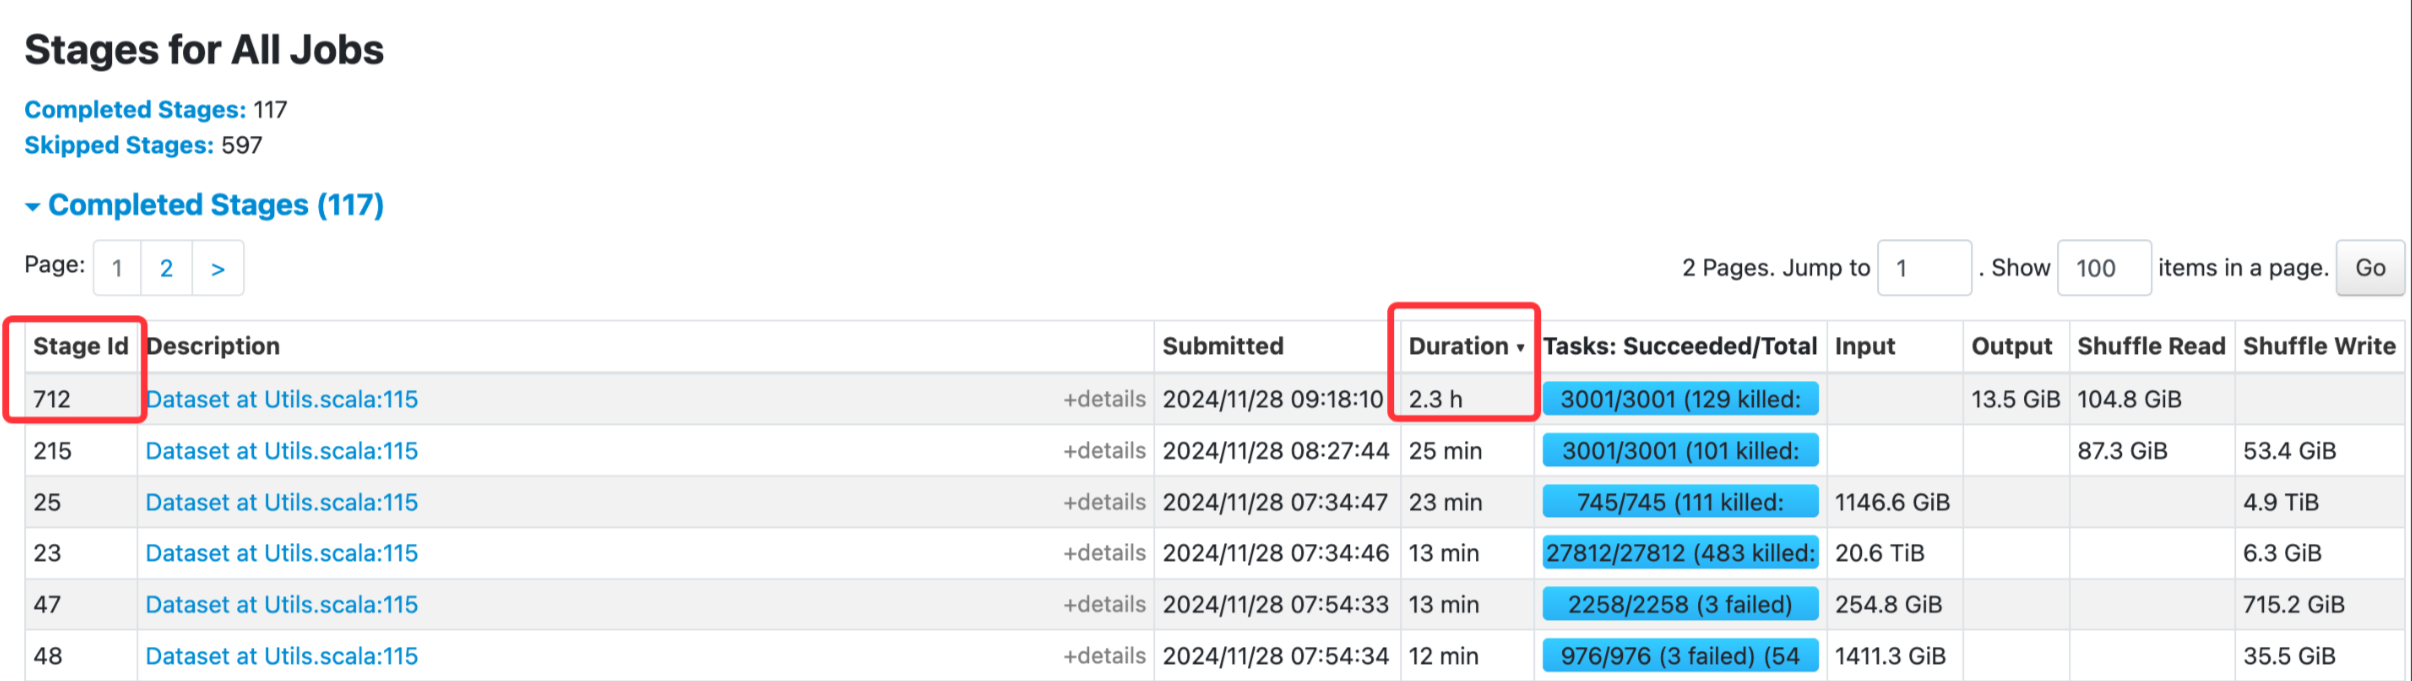 Stages for All Jobs
Completed Stages: 117
Skipped Stages: 597
Completed Stages (117)
Page: 1 2 > 2 Pages. Jump to 1 . Show 100 items in a page. Go
Stage Id Description Submitted Duration Tasks: Succeeded/Total Input Output Shuffle Read Shuffle Write
712 Dataset at Utils.scala:115 +details 2024/11/28 09:18:10 2.3 h 3001/3001 (129 killed: 13.5 GiB 104.8 GiB
215 Dataset at Utils.scala:115 +details 2024/11/28 08:27:44 25 min 3001/3001 (101 killed: 87.3 GiB 53.4 GiB
25 Dataset at Utils.scala:115 +details 2024/11/28 07:34:47 23 min 745/745 (111 killed: 1146.6 GiB 4.9 TiB
23 Dataset at Utils.scala:115 +details 2024/11/28 07:34:46 13 min 27812/27812 (483 killed: 20.6 TiB 6.3 GiB
47 Dataset at Utils.scala:115 +details 2024/11/28 07:54:33 13 min 2258/2258 (3 failed) 254.8 GiB 715.2 GiB
48 Dataset at Utils.scala:115 +details 2024/11/28 07:54:34 12 min 976/976 (3 failed) (54 1411.3 GiB 35.5 GiB